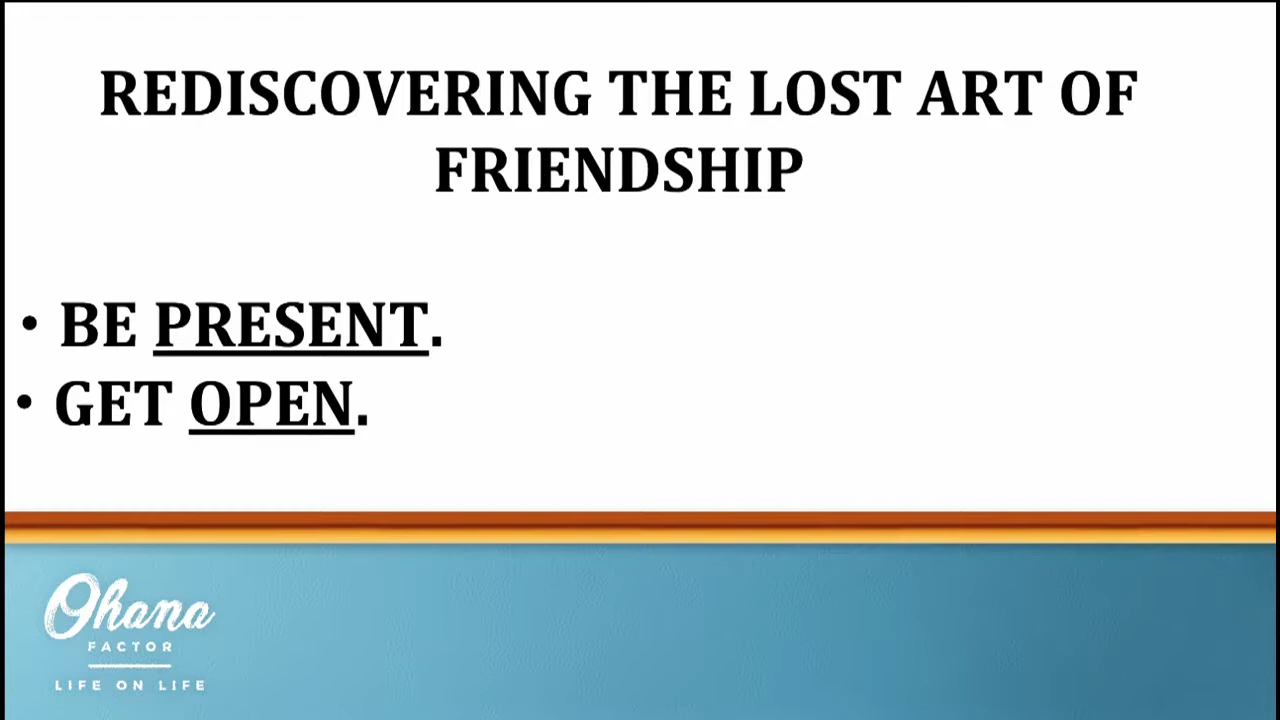 REDISCOVERING THE LOST ART OF
FRIENDSHIP
• BE PRESENT.
• GET OPEN.
Ohana
FACTOR
LIFE ON LIFE